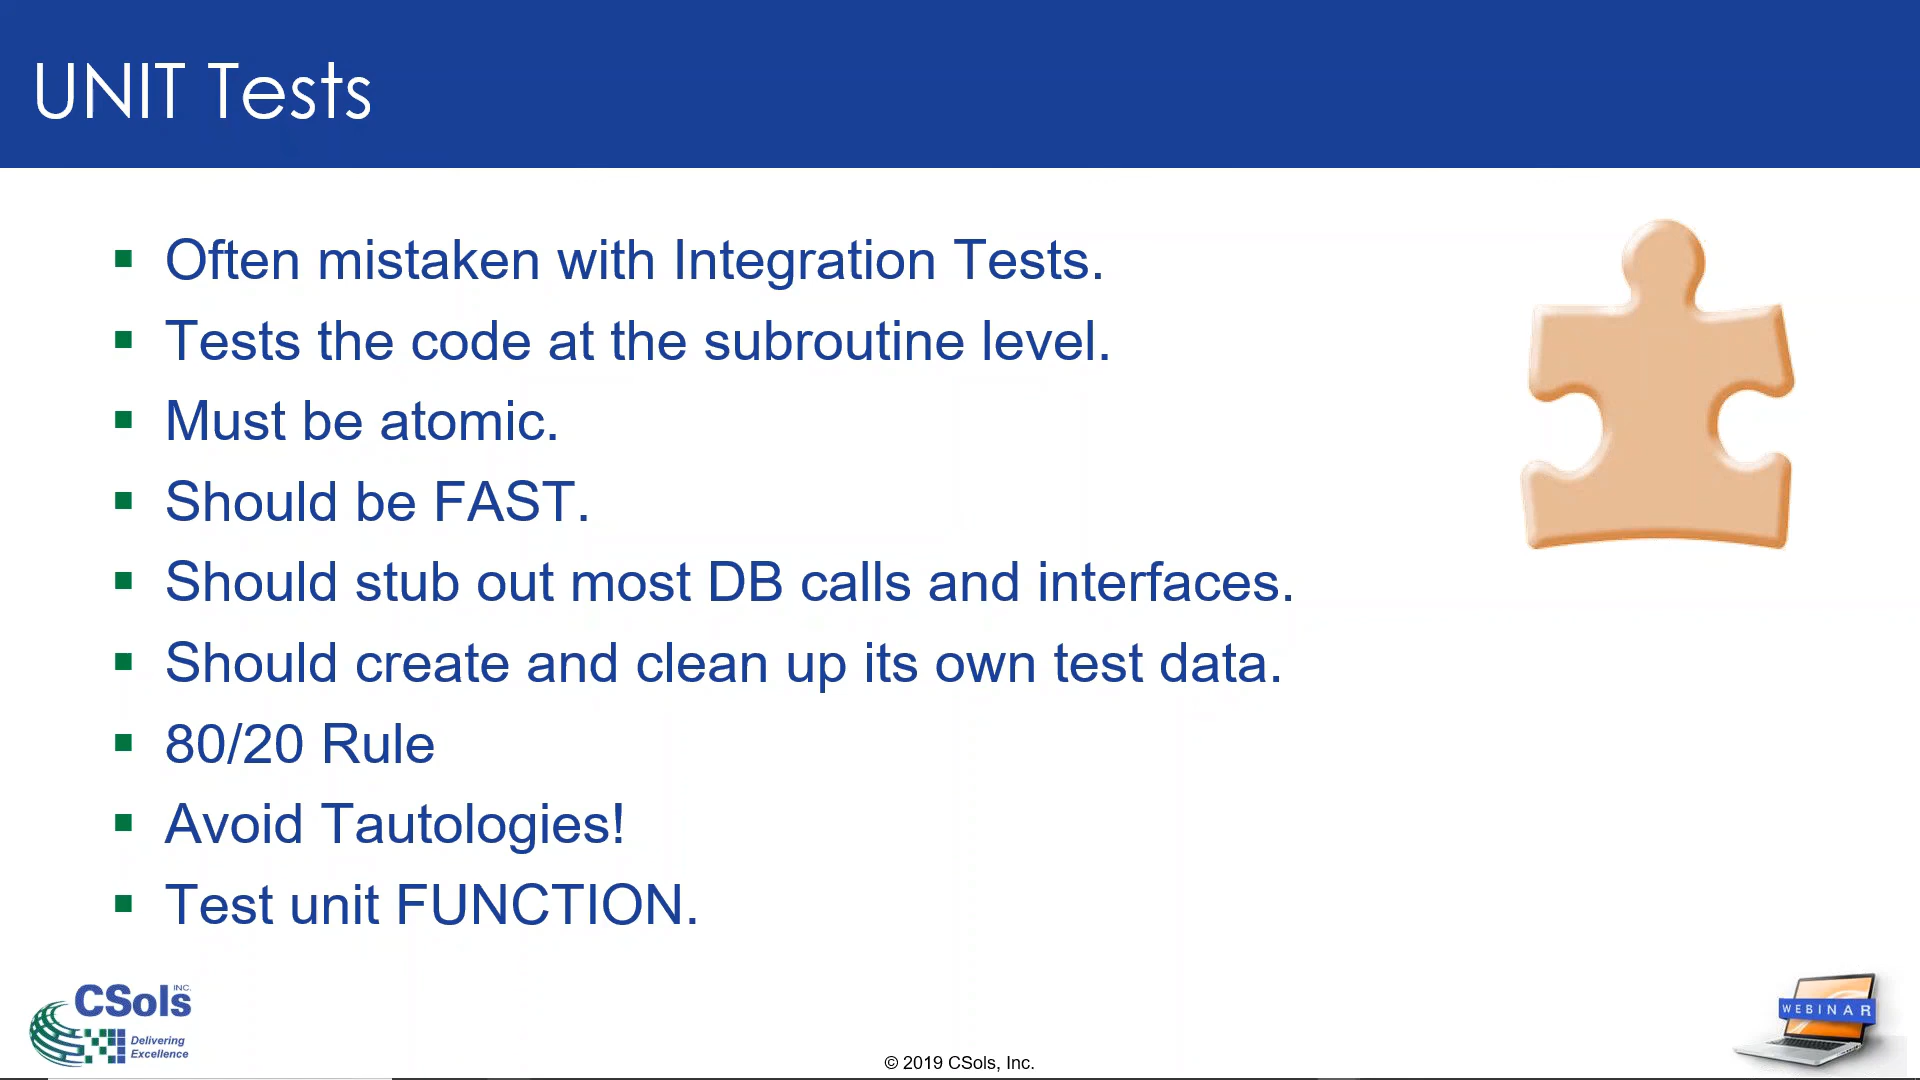 UNIT Tests
Often mistaken with Integration Tests.
Tests the code at the subroutine level.
Must be atomic.
Should be FAST.
Should stub out most DB calls and interfaces.
Should create and clean up its own test data.
80/20 Rule
Avoid Tautologies!
Test unit FUNCTION.
CSols INC.
Delivering
Excellence
© 2019 CSols, Inc.
WEBINAR